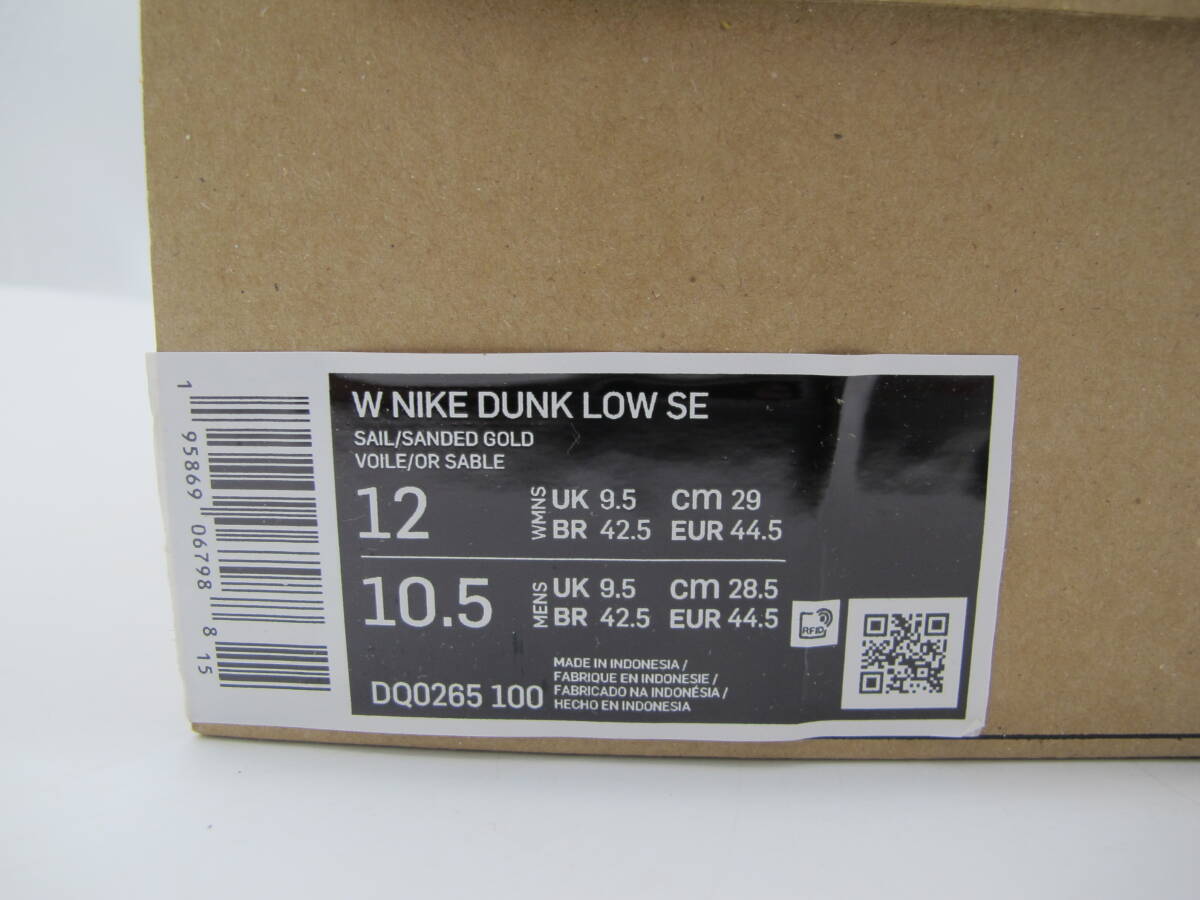 W NIKE DUNK LOW SE
SAIL/SANDED GOLD
VOILE/OR SABLE
12 WMNS UK 9.5 cm 29
BR 42.5 EUR 44.5
10.5 MENS UK 9.5 cm 28.5
BR 42.5 EUR 44.5
RFID
DQ0265 100
MADE IN INDONESIA /
FABRIQUE EN INDONESIE /
FABRICADO NA INDONÉSIA /
HECHO EN INDONESIA
1 95869 06798 8 15